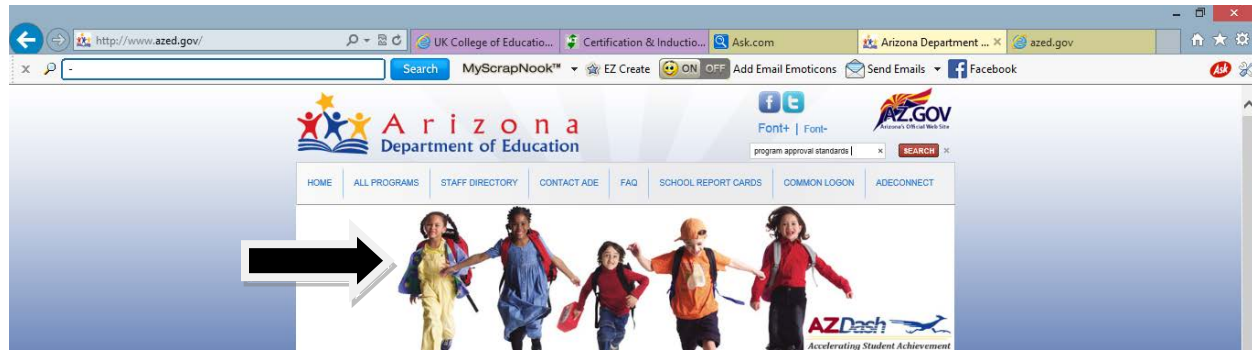 http://www.azed.gov/
UK College of Educatio...
Certification & Inductio...
Ask.com
Arizona Department ... ×
azed.gov
x
-
Search
MyScrapNook™
EZ Create
ON OFF
Add Email Emoticons
Send Emails
Facebook
Ask
Arizona
Department of Education
Font+ | Font-
AZ.GOV
Arizona's Official Web Site
program approval standards
×
SEARCH ×
HOME
ALL PROGRAMS
STAFF DIRECTORY
CONTACT ADE
FAQ
SCHOOL REPORT CARDS
COMMON LOGON
ADECONNECT
AZDash
Accelerating Student Achievement